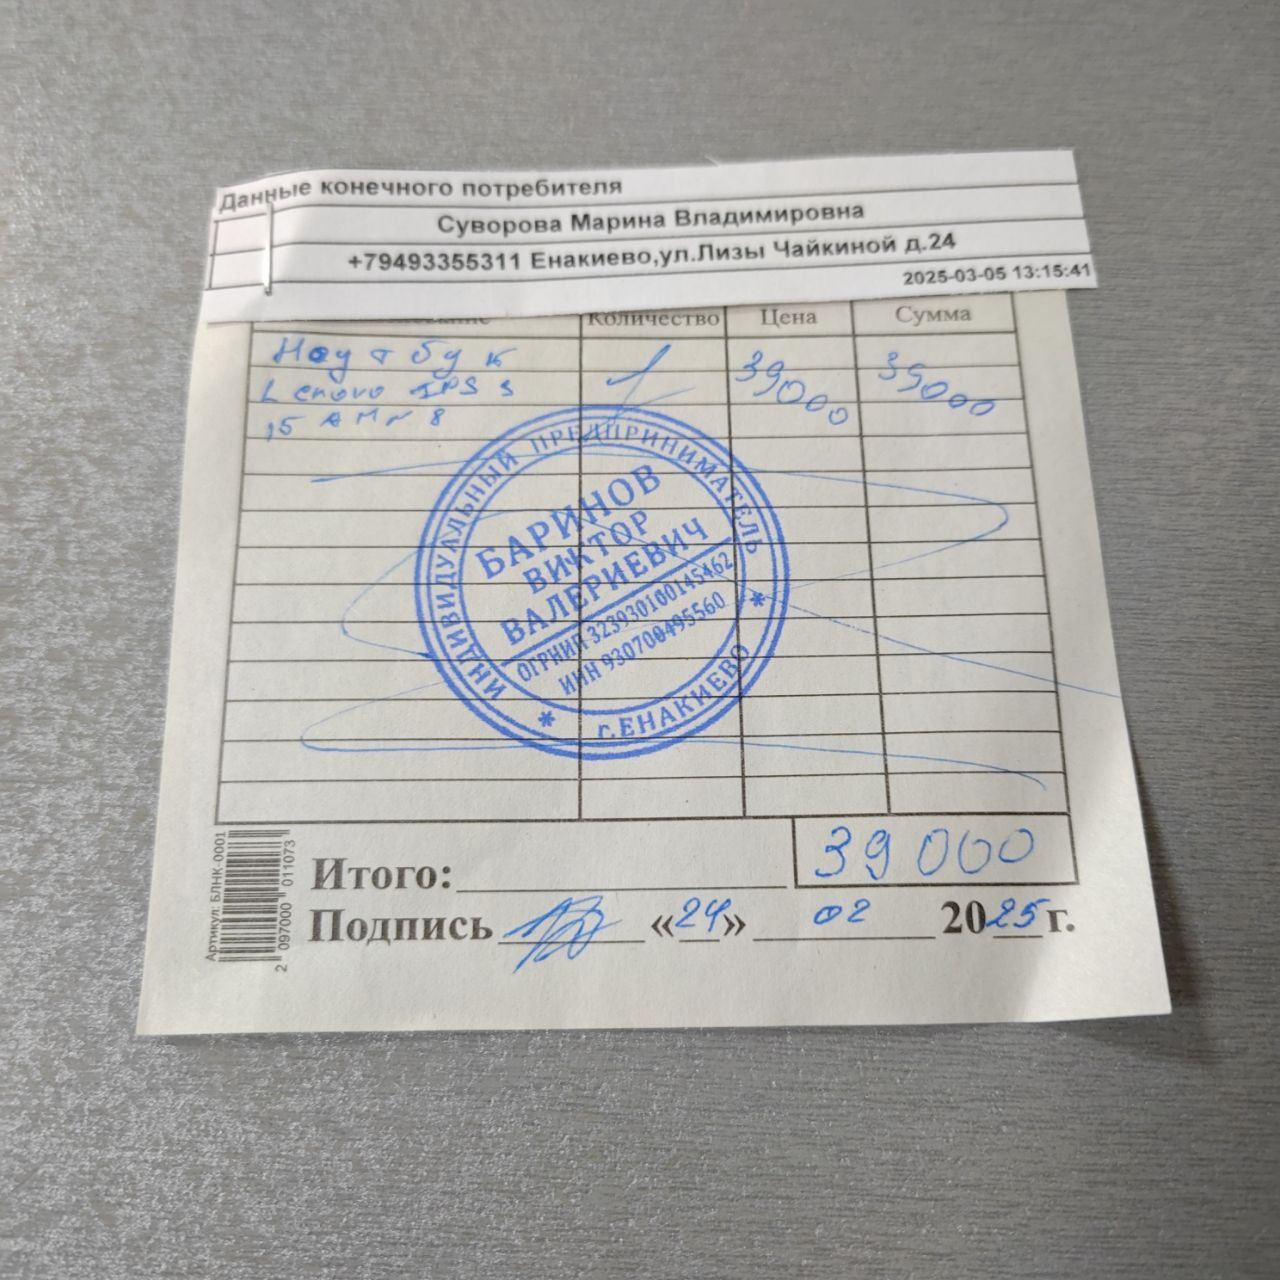 Данные конечного потребителя
Суворова Марина Владимировна
+79493355311 Енакиево,ул.Лизы Чайкиной д.24
2025-03-05 13:15:41
Количество Цена Сумма
Ноутбук 1 39000 39000
Lenovo IPS 3
15 AMN 8
ИНДИВИДУАЛЬНЫЙ ПРЕДПРИНИМАТЕЛЬ
БАРИНОВ
ВИКТОР
ВАЛЕРИЕВИЧ
ОГРНИП 323930100145462
ИНН 930700495560
* г.ЕНАКИЕВО *
Артикул: БЛНК-0001
2 097000 011073
Итого: 39 000
Подпись «24» 02 2025 г.